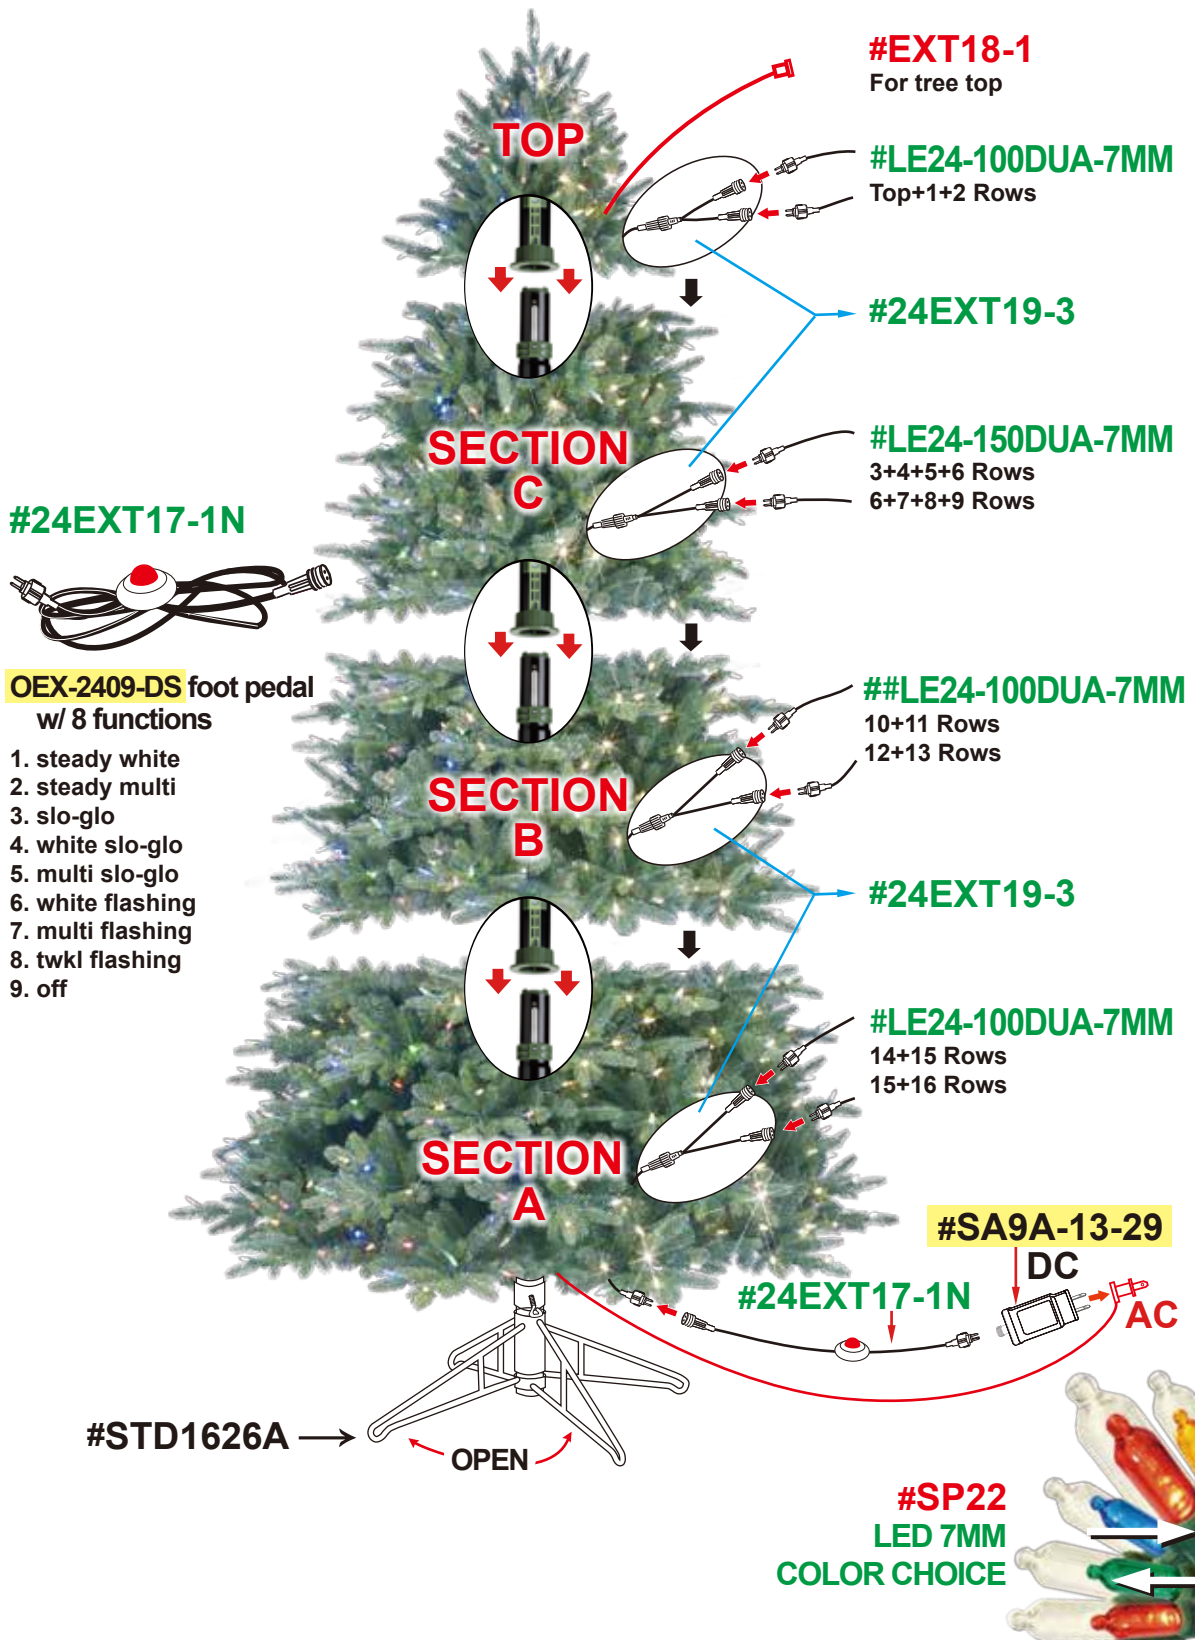 #EXT18-1
For tree top
TOP
#LE24-100DUA-7MM
Top+1+2 Rows
#24EXT19-3
SECTION
C
#LE24-150DUA-7MM
3+4+5+6 Rows
6+7+8+9 Rows
#24EXT17-1N
OEX-2409-DS foot pedal
w/ 8 functions
1. steady white
2. steady multi
3. slo-glo
4. white slo-glo
5. multi slo-glo
6. white flashing
7. multi flashing
8. twkl flashing
9. off
##LE24-100DUA-7MM
10+11 Rows
12+13 Rows
SECTION
B
#24EXT19-3
#LE24-100DUA-7MM
14+15 Rows
15+16 Rows
SECTION
A
#SA9A-13-29
DC
#24EXT17-1N
AC
#STD1626A
OPEN
#SP22
LED 7MM
COLOR CHOICE